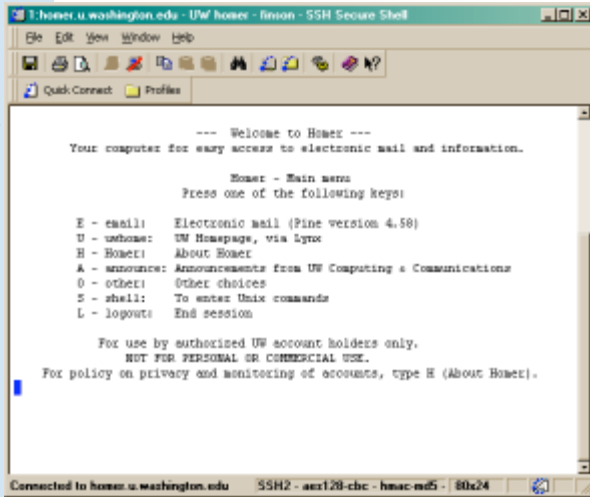 1:homer.u.washington.edu - UW homer - finson - SSH Secure Shell
File Edit View Window Help
Quick Connect Profiles
--- Welcome to Homer ---
Your computer for easy access to electronic mail and information.
Homer - Main menu
Press one of the following keys:
E - email: Electronic mail (Pine version 4.58)
U - uwhome: UW Homepage, via Lynx
H - Homer: About Homer
A - announce: Announcements from UW Computing & Communications
O - other: Other choices
S - shell: To enter Unix commands
L - logout: End session
For use by authorized UW account holders only.
NOT FOR PERSONAL OR COMMERCIAL USE.
For policy on privacy and monitoring of accounts, type H (About Homer).
Connected to homer.u.washington.edu SSH2 - aes128-cbc - hmac-md5 - 80x24